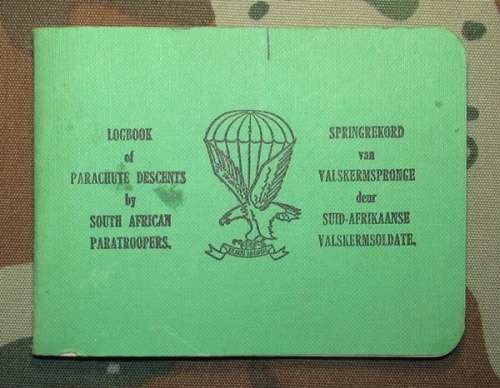 LOGBOOK
of
PARACHUTE DESCENTS
by
SOUTH AFRICAN
PARATROOPERS.
SPRINGREKORD
van
VALSKERMSPRONGE
deur
SUID-AFRIKAANSE
VALSKERMSOLDATE.